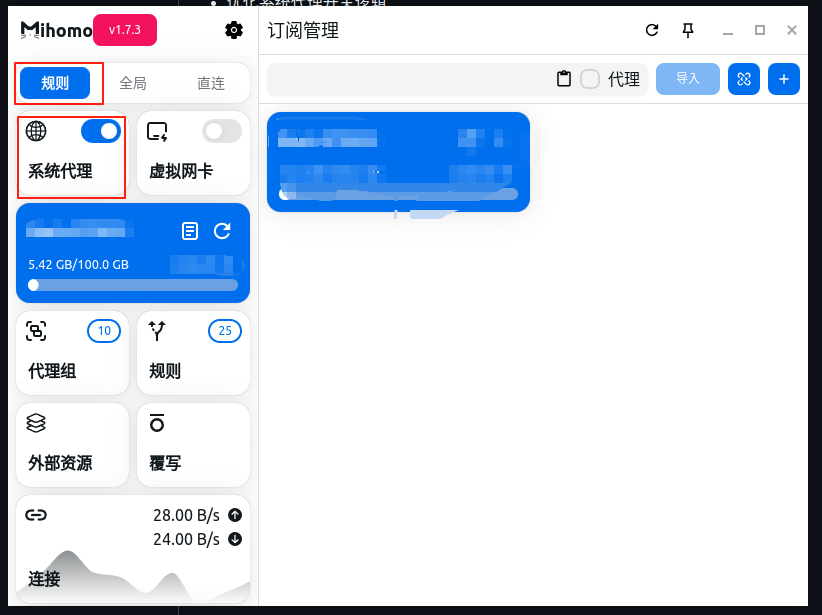 Mihomo v1.7.3
订阅管理
规则 全局 直连
代理 导入
系统代理
虚拟网卡
5.42 GB/100.0 GB
10
代理组
25
规则
外部资源
覆写
28.00 B/s
24.00 B/s
连接